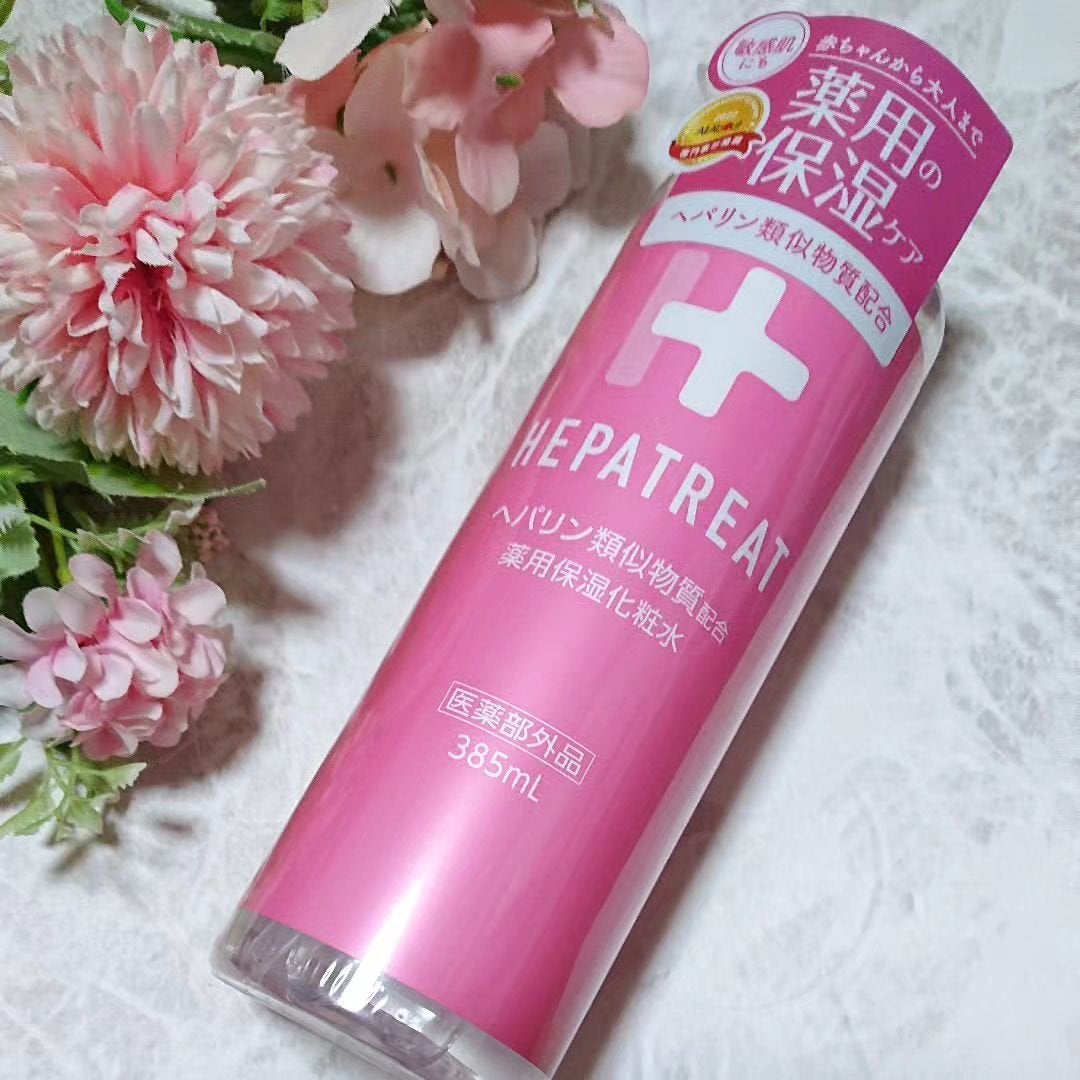 赤ちゃんから大人まで
敏感肌
にも
薬用の
保湿ケア
ヘパリン類似物質配合
H
HEPATREAT
ヘパリン類似物質配合
薬用保湿化粧水
医薬部外品
385mL